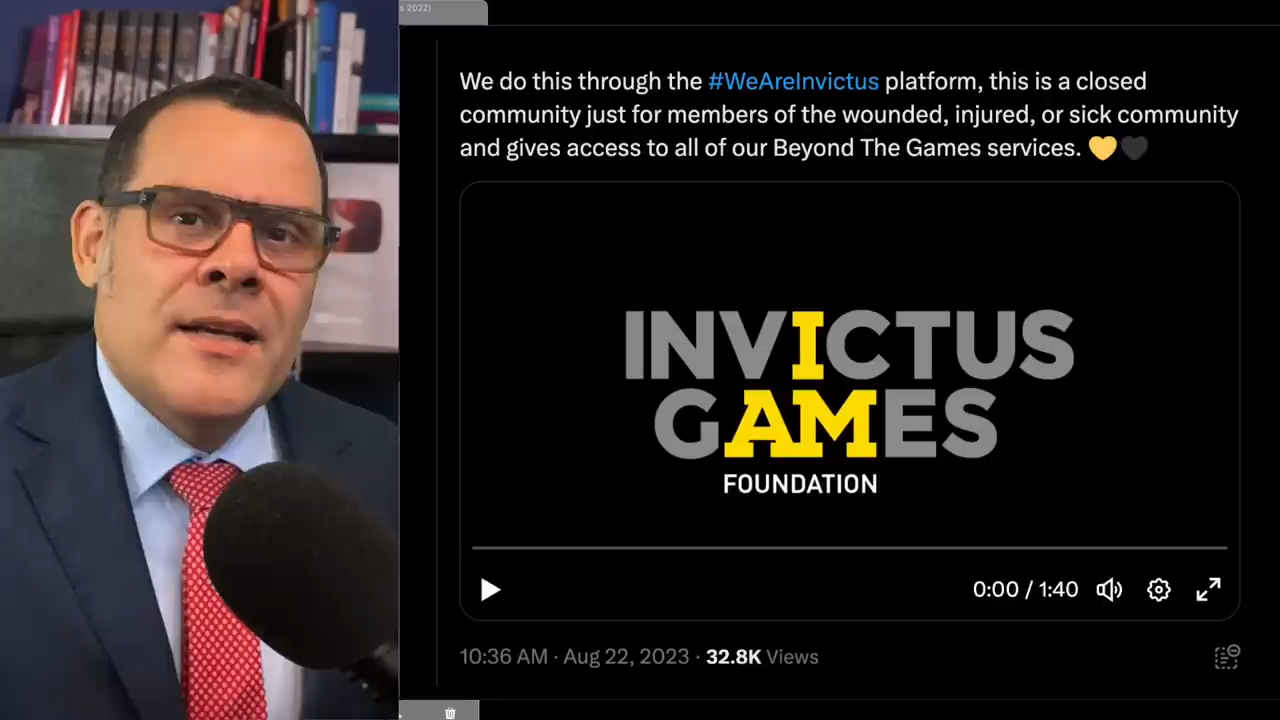 s 2022)
We do this through the #WeAreInvictus platform, this is a closed
community just for members of the wounded, injured, or sick community
and gives access to all of our Beyond The Games services. 💛🖤
INVICTUS
GAMES
FOUNDATION
0:00 / 1:40
10:36 AM · Aug 22, 2023 · 32.8K Views